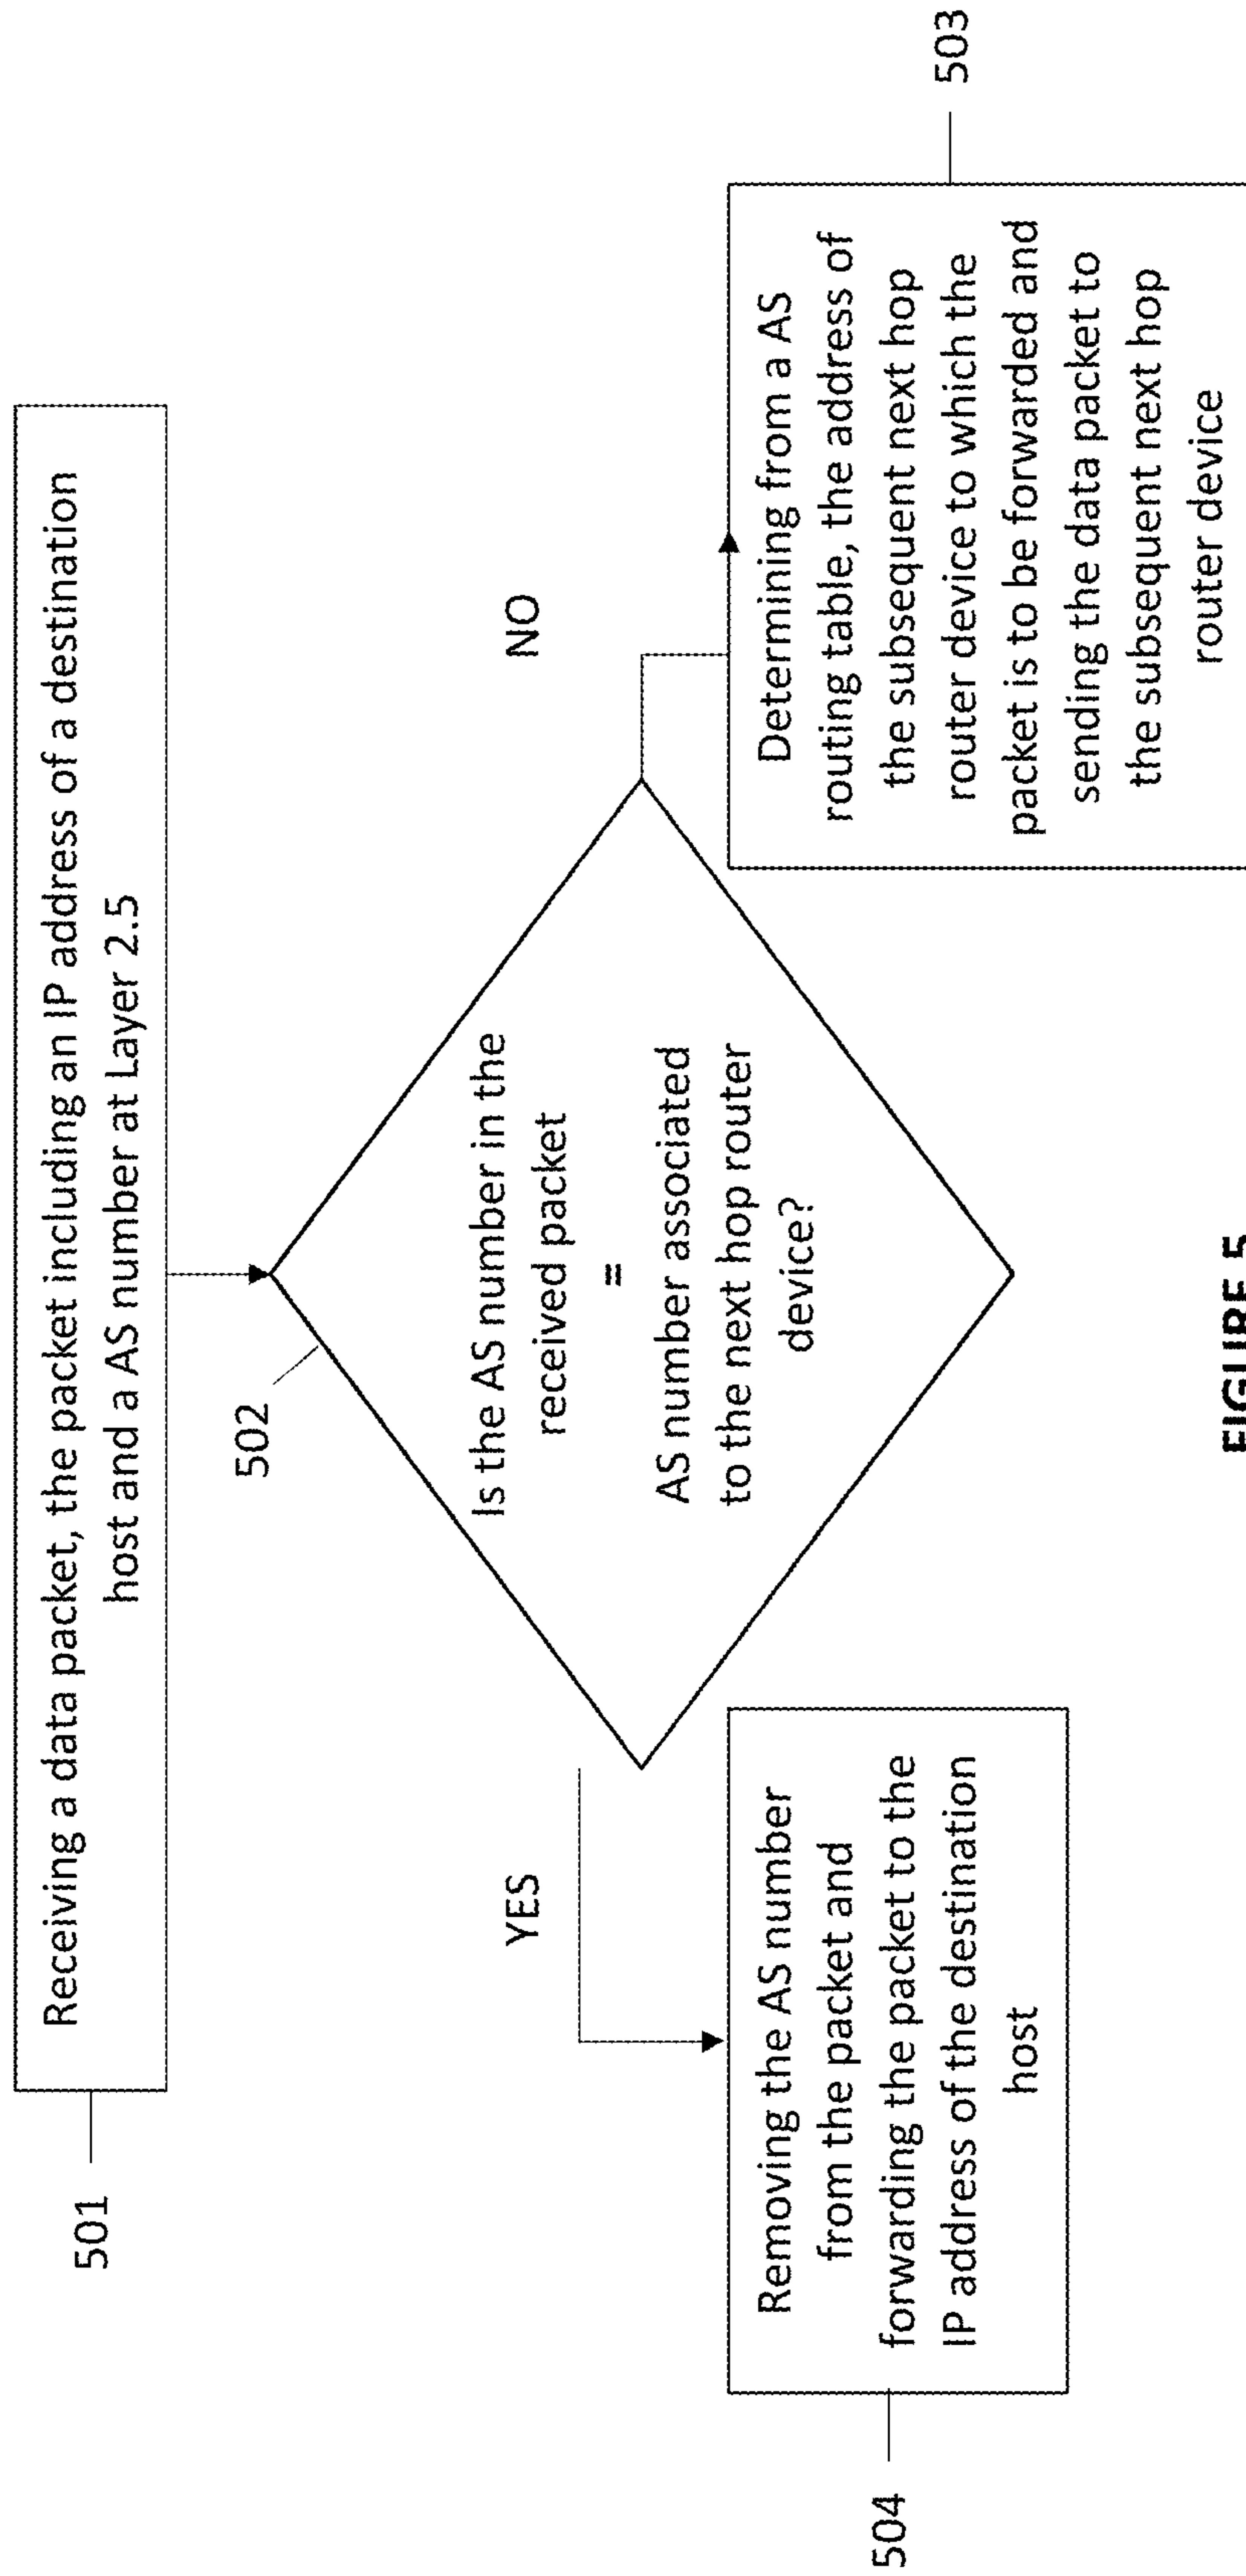 501
Receiving a data packet, the packet including an IP address of a destination
host and a AS number at Layer 2.5
502
Is the AS number in the
received packet
=
AS number associated
to the next hop router
device?
YES
NO
504
Removing the AS number
from the packet and
forwarding the packet to the
IP address of the destination
host
Determining from a AS
routing table, the address of
the subsequent next hop
router device to which the
packet is to be forwarded and
sending the data packet to
the subsequent next hop
router device
503
FIGURE 5